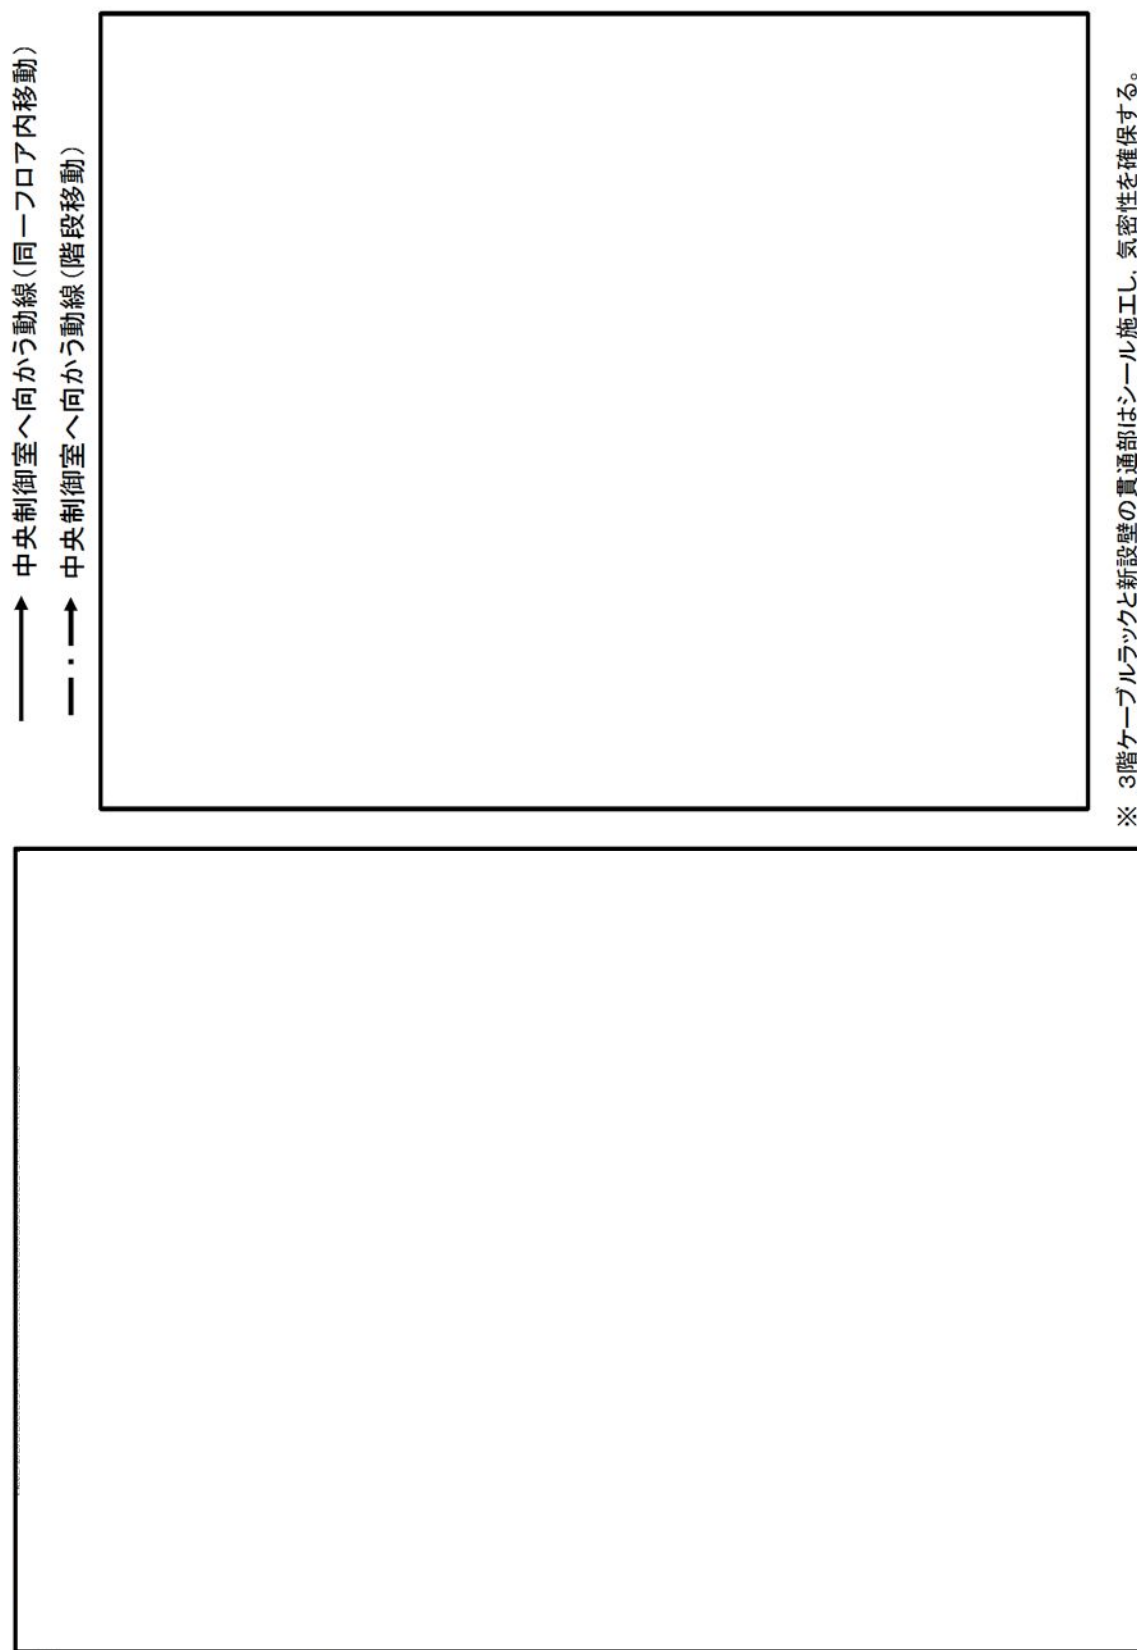 中央制御室へ向かう動線(同一フロア内移動)
中央制御室へ向かう動線(階段移動)
※ 3階ケーブルラックと新設壁の貫通部はシール施工し、気密性を確保する。